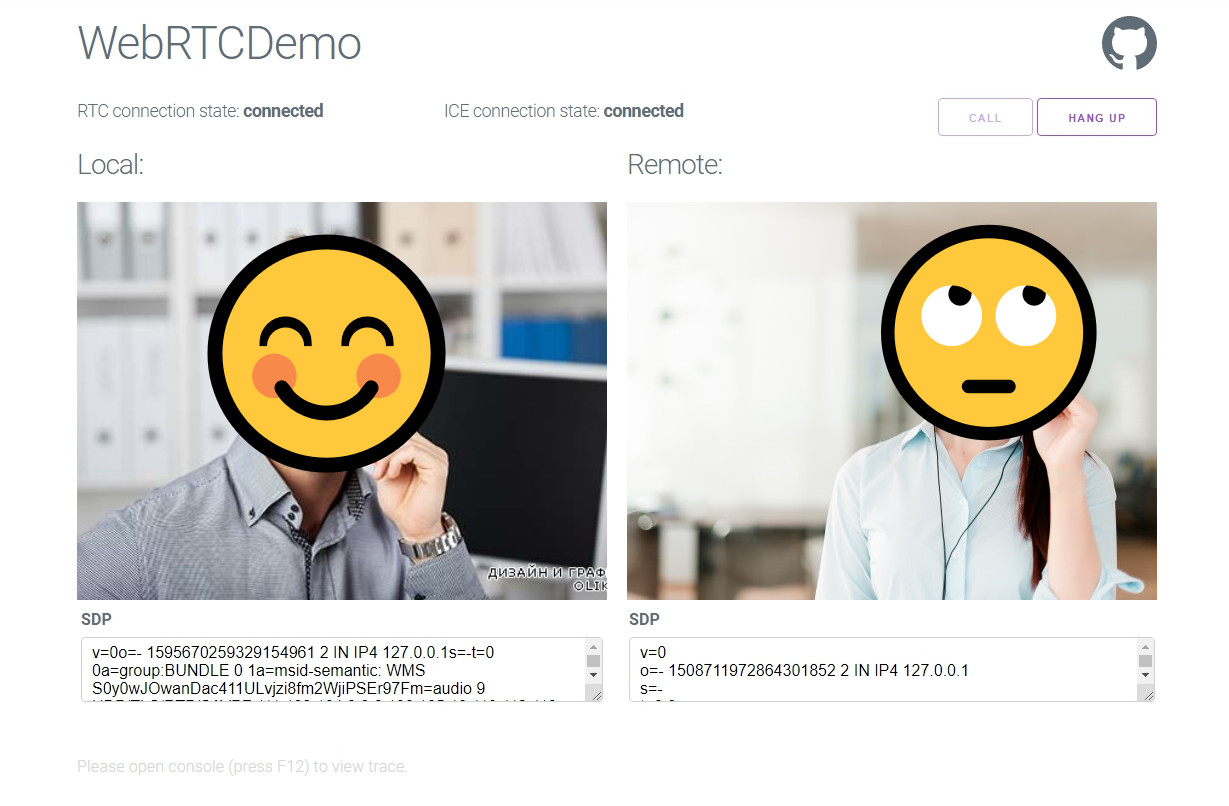 WebRTCDemo
RTC connection state: connected
ICE connection state: connected
CALL
HANG UP
Local:
Remote:
ДИЗАЙН И ГРАФ
OLIK
SDP
v=0o=- 1595670259329154961 2 IN IP4 127.0.0.1s=-t=0
0a=group:BUNDLE 0 1a=msid-semantic: WMS
S0y0wJOwanDac411ULvjzi8fm2WjiPSEr97Fm=audio 9
SDP
v=0
o=- 1508711972864301852 2 IN IP4 127.0.0.1
s=-
Please open console (press F12) to view trace.